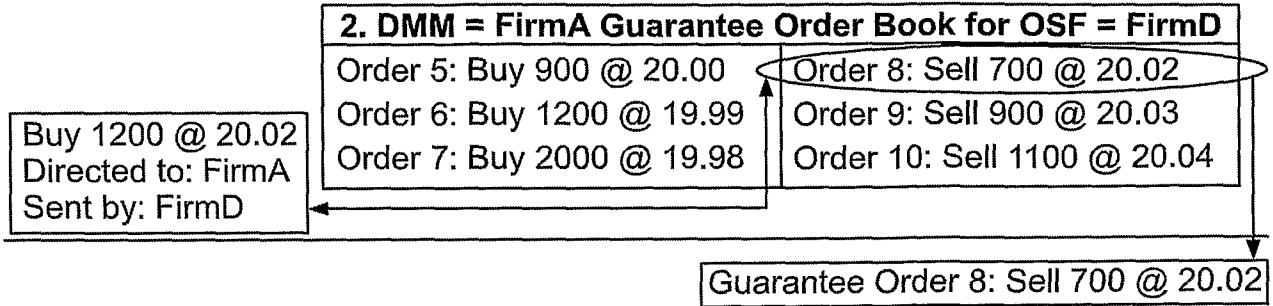 2. DMM = FirmA Guarantee Order Book for OSF = FirmD
Order 5: Buy 900 @ 20.00
Order 6: Buy 1200 @ 19.99
Order 7: Buy 2000 @ 19.98
Order 8: Sell 700 @ 20.02
Order 9: Sell 900 @ 20.03
Order 10: Sell 1100 @ 20.04
Buy 1200 @ 20.02
Directed to: FirmA
Sent by: FirmD
Guarantee Order 8: Sell 700 @ 20.02